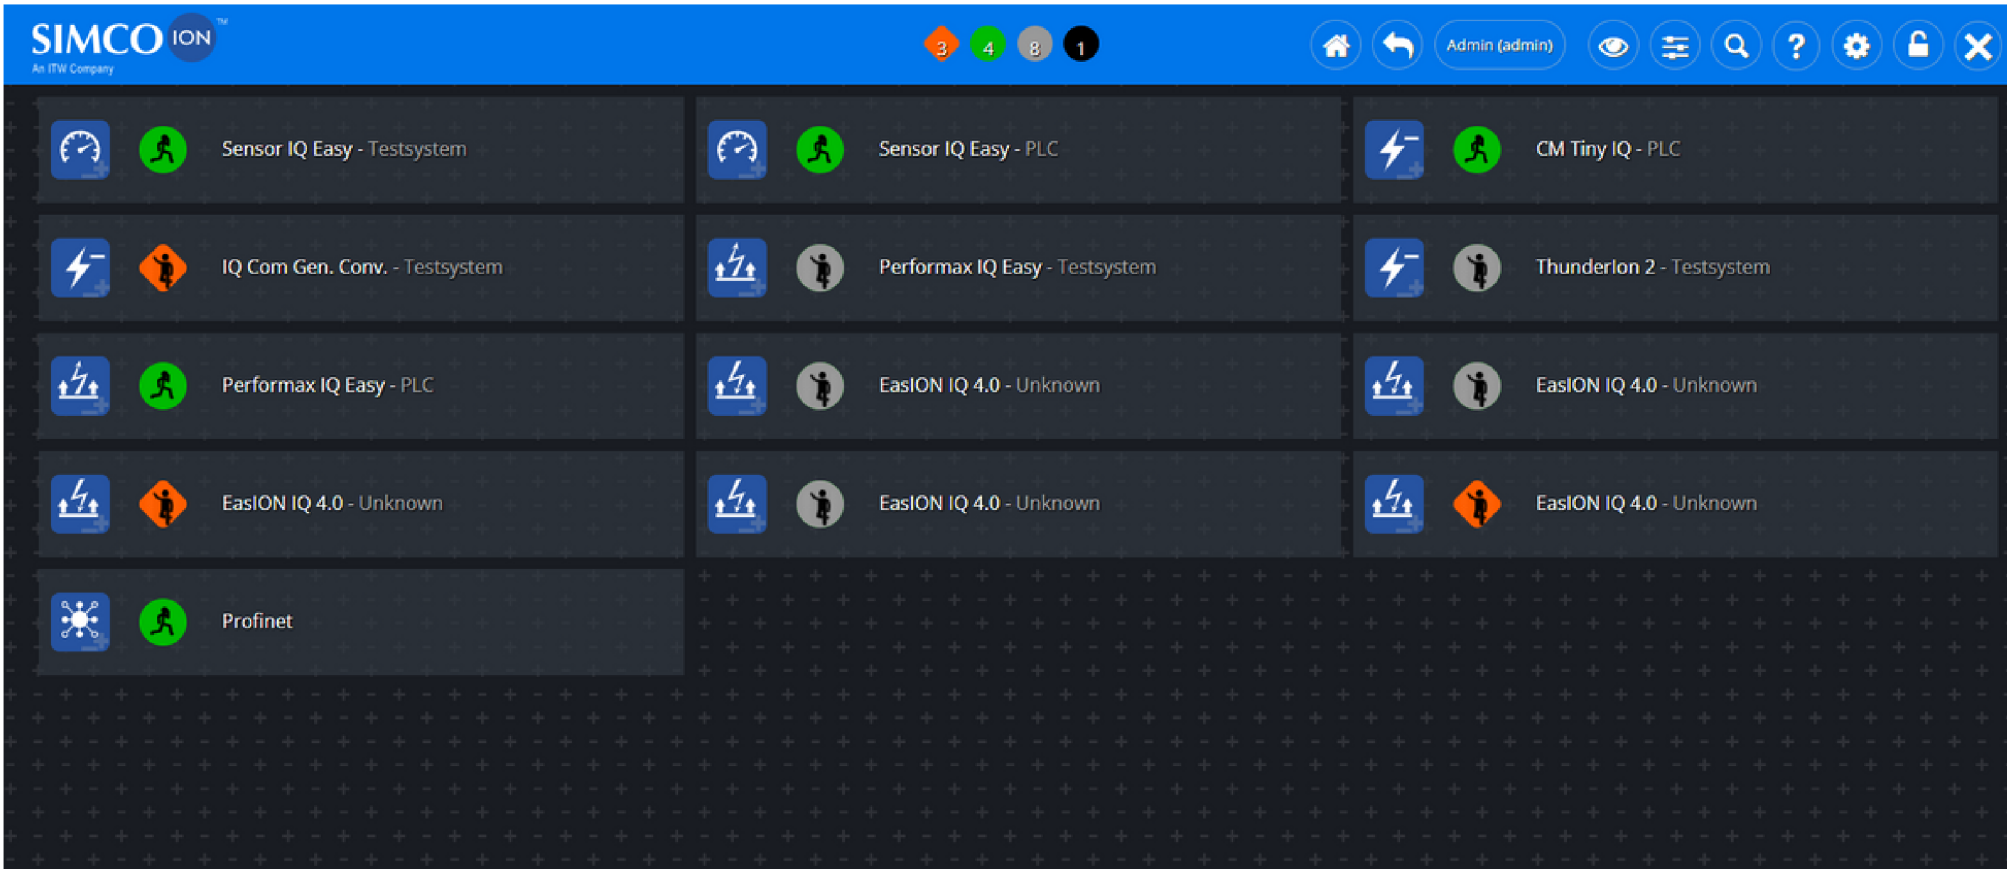 SIMCO ION ™
An ITW Company
3 4 8 1
Admin (admin)
?
Sensor IQ Easy - Testsystem
Sensor IQ Easy - PLC
CM Tiny IQ - PLC
IQ Com Gen. Conv. - Testsystem
Performax IQ Easy - Testsystem
ThunderIon 2 - Testsystem
Performax IQ Easy - PLC
EasION IQ 4.0 - Unknown
EasION IQ 4.0 - Unknown
EasION IQ 4.0 - Unknown
EasION IQ 4.0 - Unknown
EasION IQ 4.0 - Unknown
Profinet